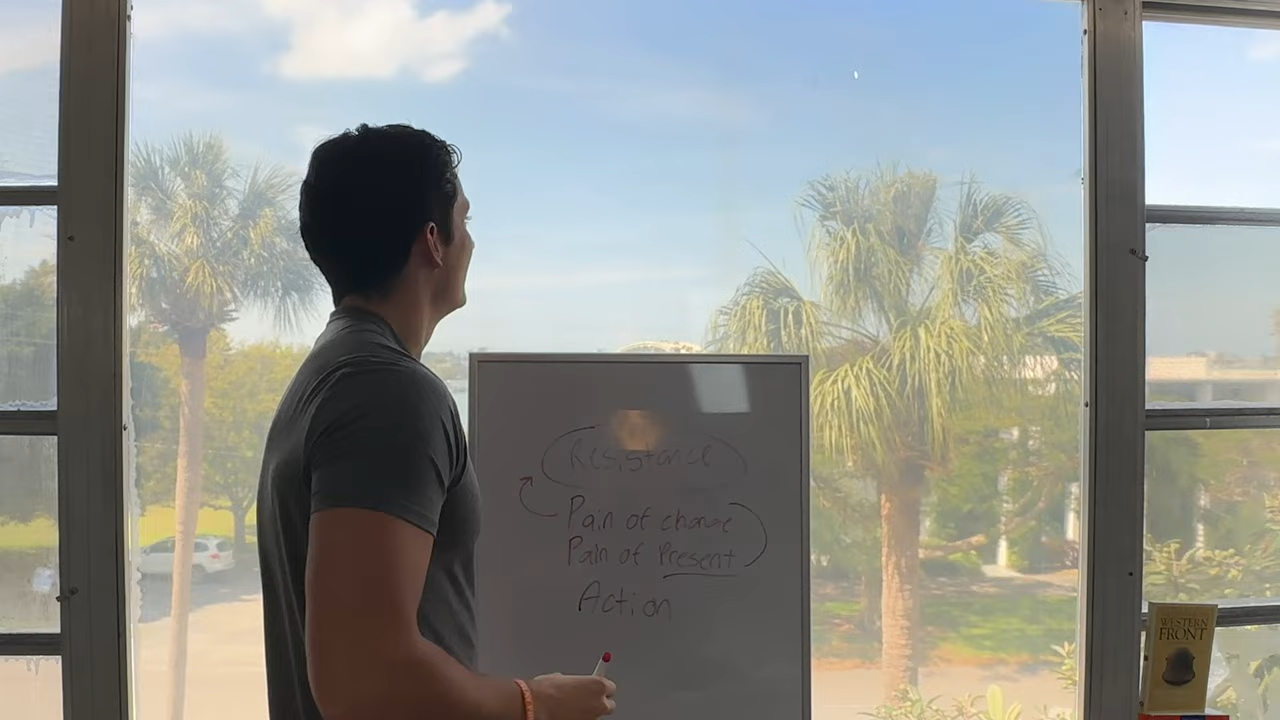 Resistance
Pain of change
Pain of Present
Action
WESTERN
FRONT